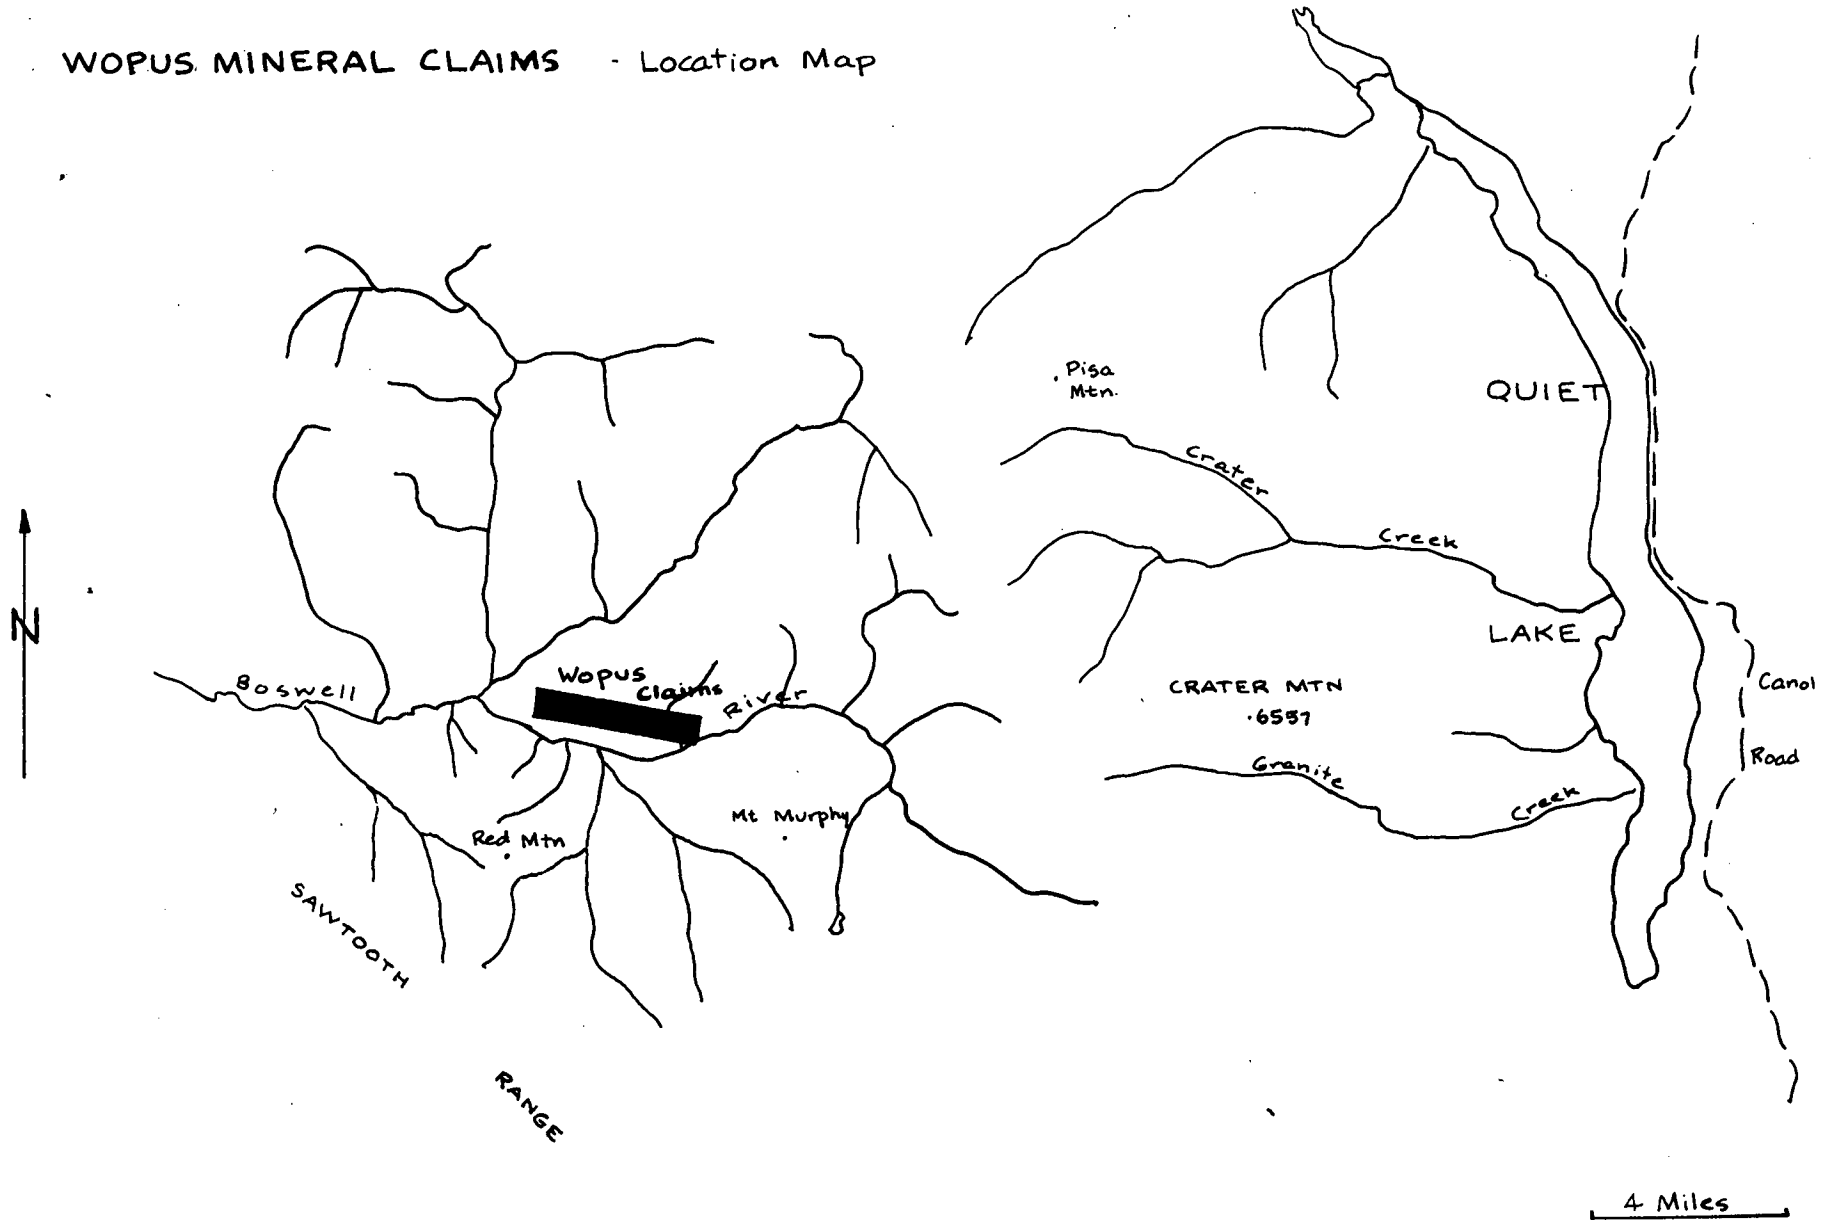 WOPUS MINERAL CLAIMS - Location Map
Pisa
Mtn.
QUIET
Crater
Creek
LAKE
N
Boswell
Wopus
Claims
River
CRATER MTN
.6557
Canol
Road
Granite
Creek
Mt Murphy
Red Mtn
SAWTOOTH
RANGE
4 Miles